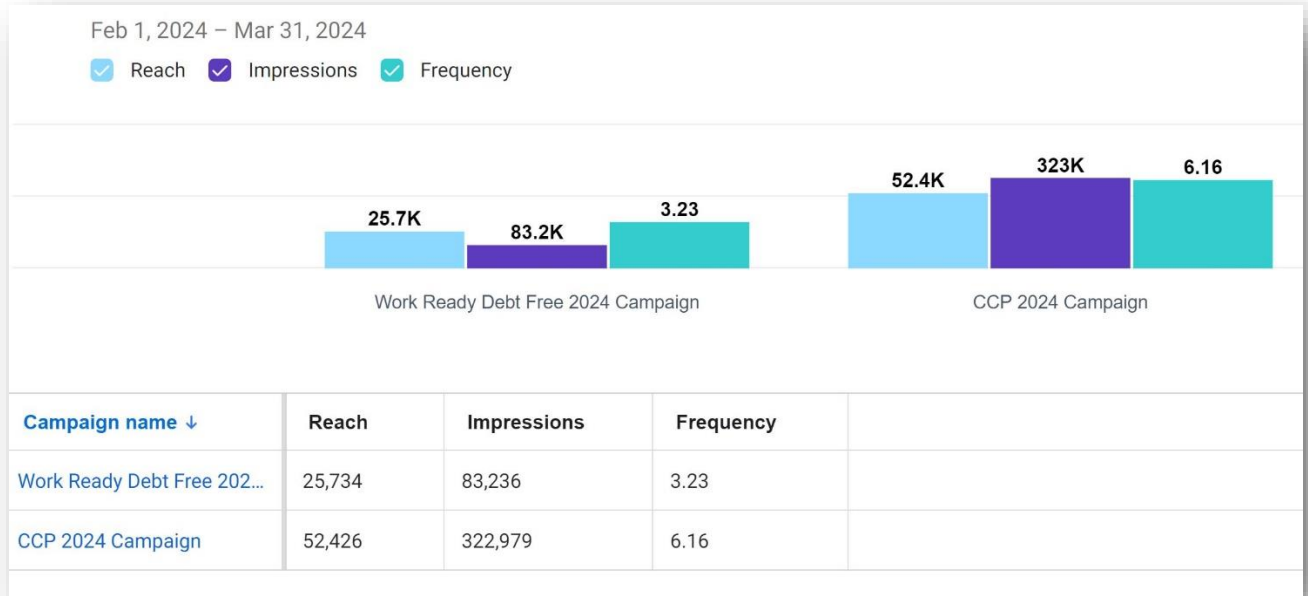 Feb 1, 2024 – Mar 31, 2024
Reach Impressions Frequency
25.7K 83.2K 3.23 52.4K 323K 6.16
Work Ready Debt Free 2024 Campaign CCP 2024 Campaign
Campaign name ↓ Reach Impressions Frequency
Work Ready Debt Free 202... 25,734 83,236 3.23
CCP 2024 Campaign 52,426 322,979 6.16